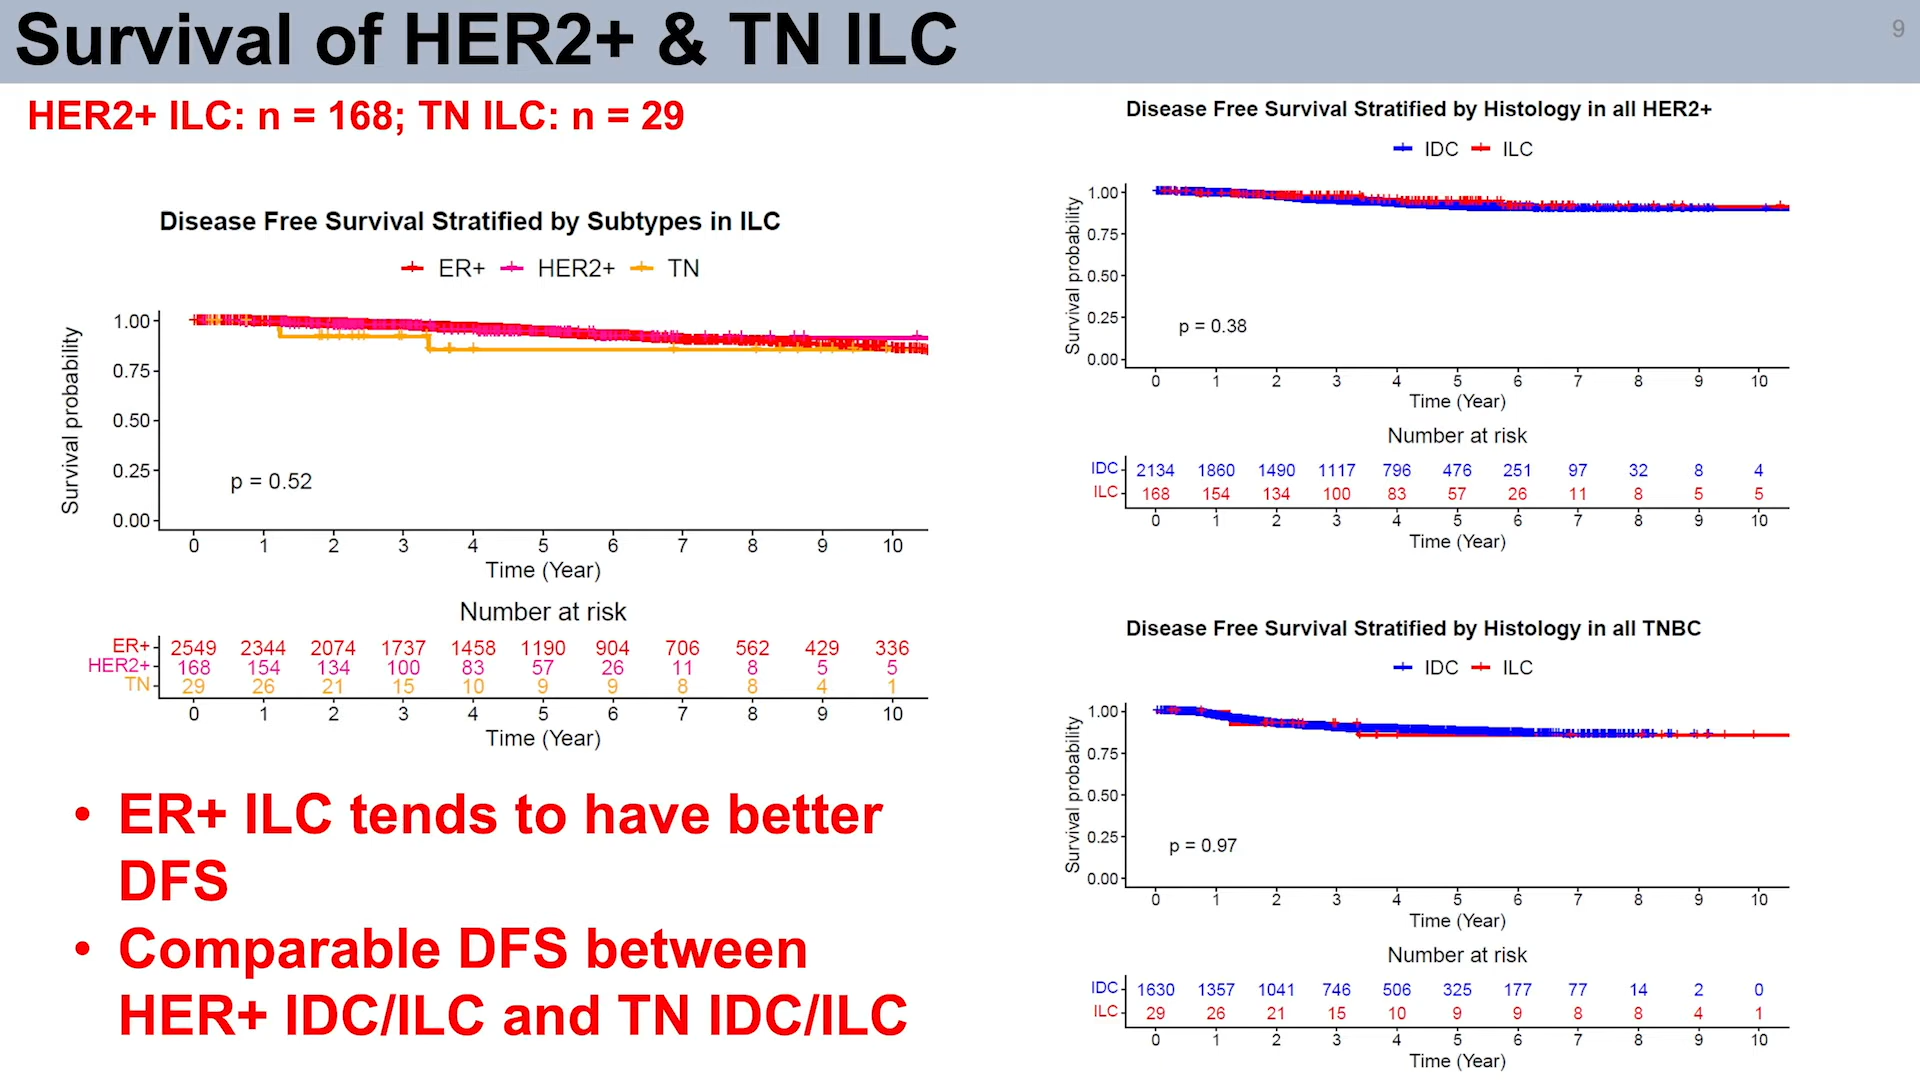 Survival of HER2+ & TN ILC
9
HER2+ ILC: n = 168; TN ILC: n = 29
Disease Free Survival Stratified by Subtypes in ILC
ER+ HER2+ TN
Survival probability
1.00
0.75
0.50
0.25
0.00
p = 0.52
0 1 2 3 4 5 6 7 8 9 10
Time (Year)
Number at risk
ER+ 2549 2344 2074 1737 1458 1190 904 706 562 429 336
HER2+ 168 154 134 100 83 57 26 11 8 5 5
TN 29 26 21 15 10 9 9 8 8 4 1
0 1 2 3 4 5 6 7 8 9 10
Time (Year)
• ER+ ILC tends to have better
DFS
• Comparable DFS between
HER+ IDC/ILC and TN IDC/ILC
Disease Free Survival Stratified by Histology in all HER2+
IDC ILC
Survival probability
1.00
0.75
0.50
0.25
0.00
p = 0.38
0 1 2 3 4 5 6 7 8 9 10
Time (Year)
Number at risk
IDC 2134 1860 1490 1117 796 476 251 97 32 8 4
ILC 168 154 134 100 83 57 26 11 8 5 5
0 1 2 3 4 5 6 7 8 9 10
Time (Year)
Disease Free Survival Stratified by Histology in all TNBC
IDC ILC
Survival probability
1.00
0.75
0.50
0.25
0.00
p = 0.97
0 1 2 3 4 5 6 7 8 9 10
Time (Year)
Number at risk
IDC 1630 1357 1041 746 506 325 177 77 14 2 0
ILC 29 26 21 15 10 9 9 8 8 4 1
0 1 2 3 4 5 6 7 8 9 10
Time (Year)